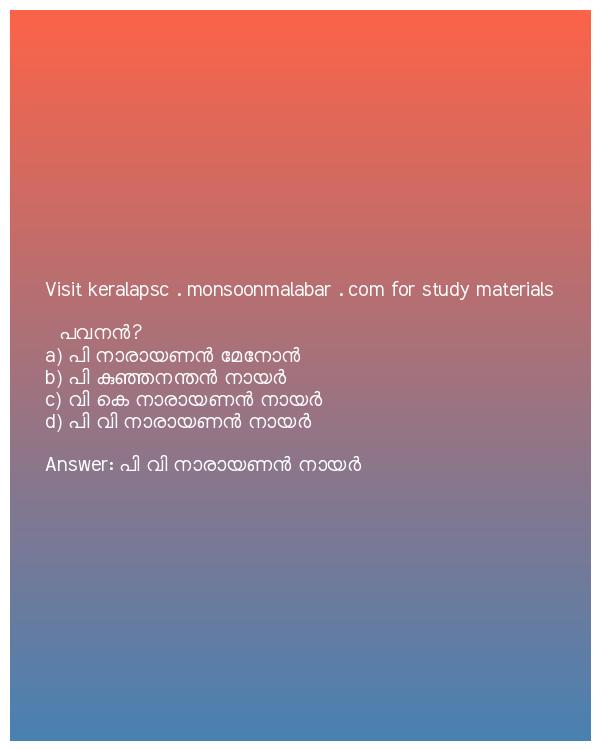 Visit keralapsc . monsoonmalabar . com for study materials
പവനൻ?
a) പി നാരായണൻ മേനോൻ
b) പി കുഞ്ഞനന്തൻ നായർ
c) വി കെ നാരായണൻ നായർ
d) പി വി നാരായണൻ നായർ
Answer: പി വി നാരായണൻ നായർ